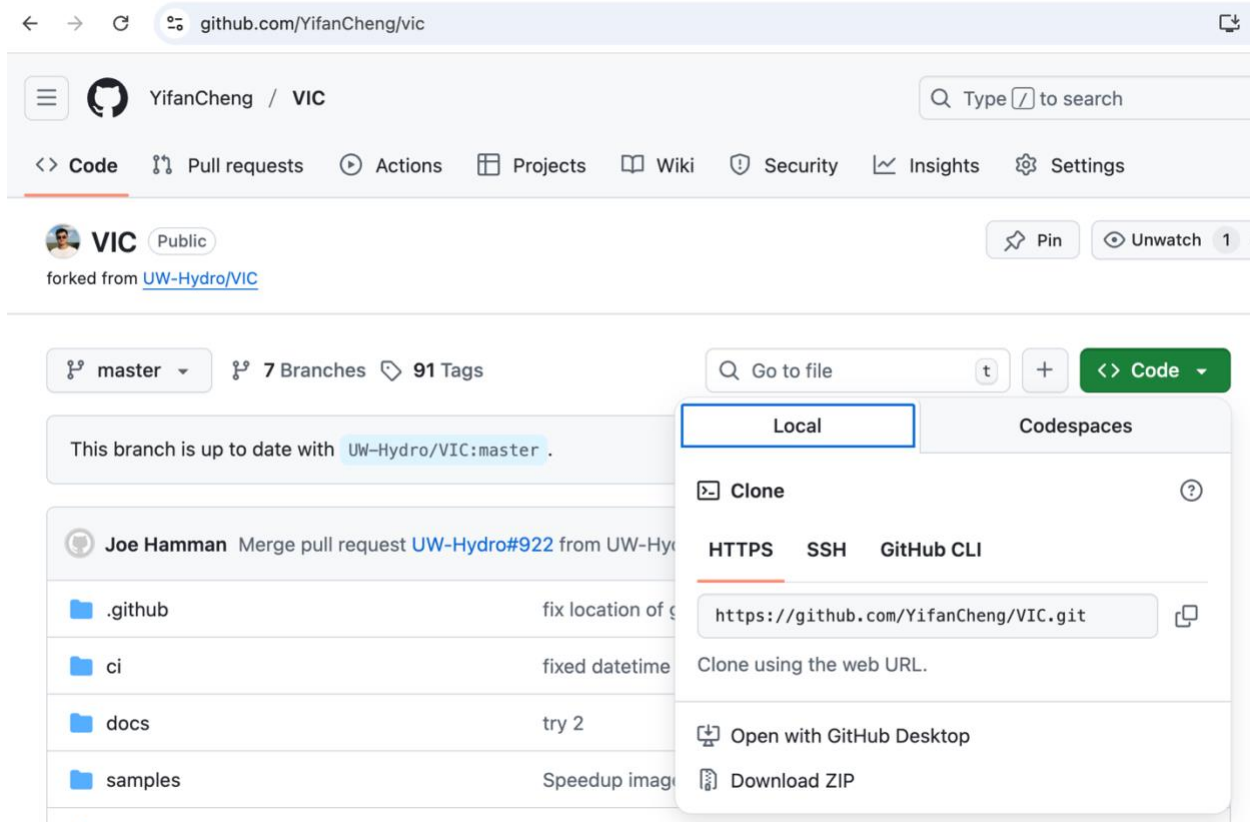 github.com/YifanCheng/vic
YifanCheng / VIC
Type / to search
Code Pull requests Actions Projects Wiki Security Insights Settings
VIC Public
Pin Unwatch 1
forked from UW-Hydro/VIC
master 7 Branches 91 Tags
Go to file t + Code
This branch is up to date with UW-Hydro/VIC:master.
Local Codespaces
Clone
Joe Hamman Merge pull request UW-Hydro#922 from
HTTPS SSH GitHub CLI
.github fix location of
https://github.com/YifanCheng/VIC.git
ci fixed datetime
Clone using the web URL.
docs try 2
Open with GitHub Desktop
samples Speedup
Download ZIP